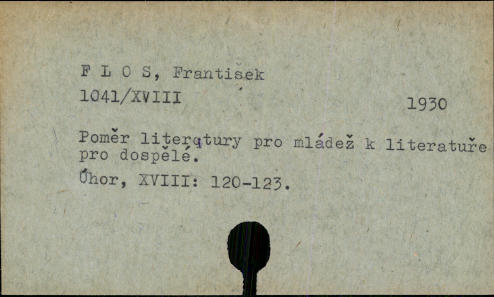 F L O S, František
1041/XVIII 1930
Poměr literatury pro mládež k literatuře
pro dospělé.
Úhor, XVIII: 120-123.